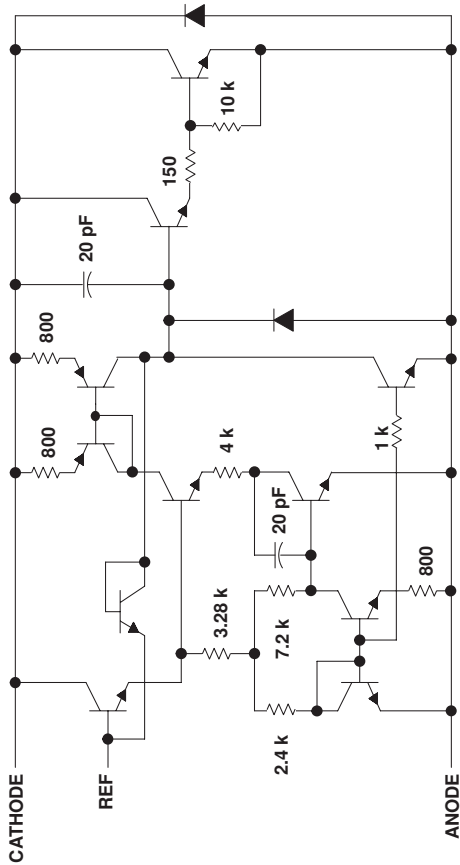 CATHODE
REF
ANODE
800
800
20 pF
150
10 k
4 k
20 pF
3.28 k
7.2 k
2.4 k
1 k
800